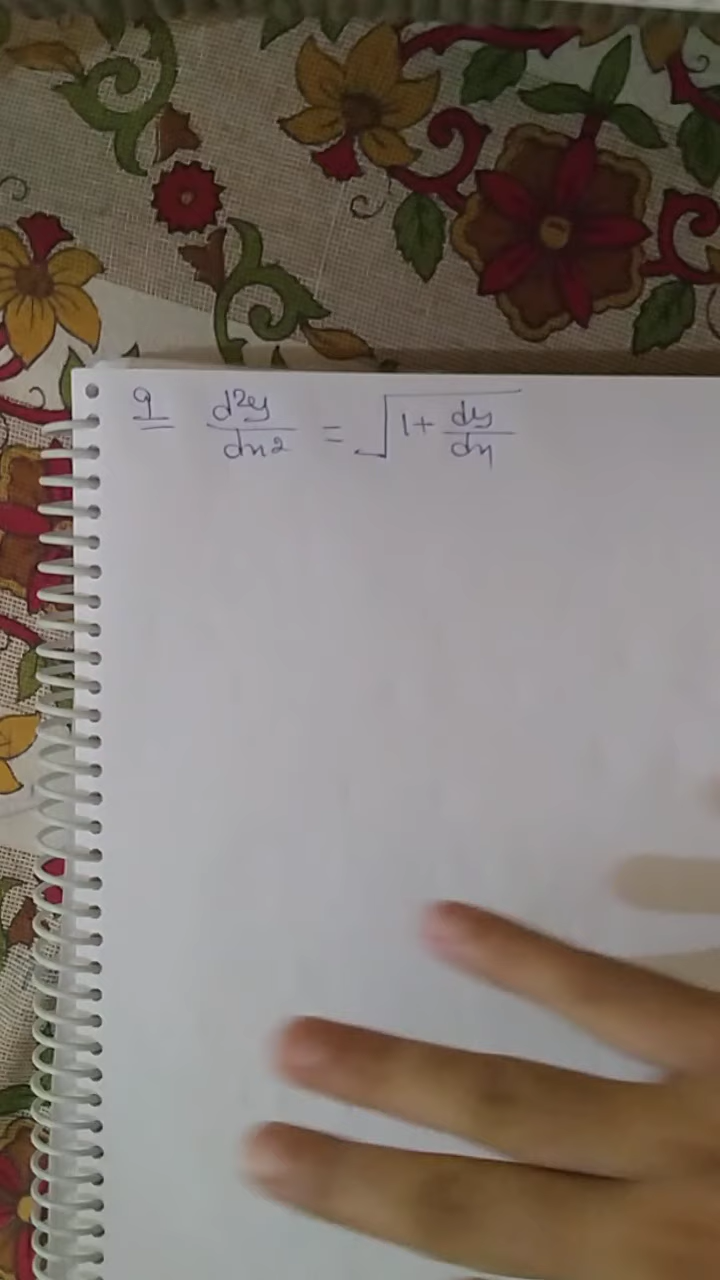 9 d²y/dx² = √(1 + dy/dx)